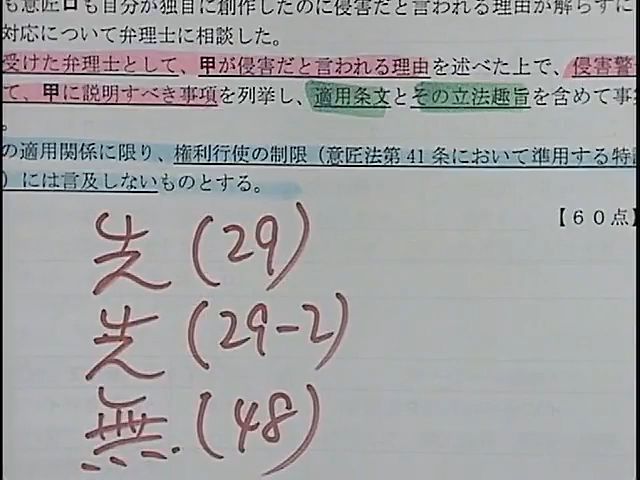 も意匠ロも自分が独自に創作したのに侵害だと言われる理由が解らずに
対応について弁理士に相談した。
受けた弁理士として、甲が侵害だと言われる理由を述べた上で、侵害警
て、甲に説明すべき事項を列挙し、適用条文とその立法趣旨を含めて事
。
の適用関係に限り、権利行使の制限（意匠法第41条において準用する特許
）には言及しないものとする。
【６０点】
先(29)
先(29-2)
無(48)